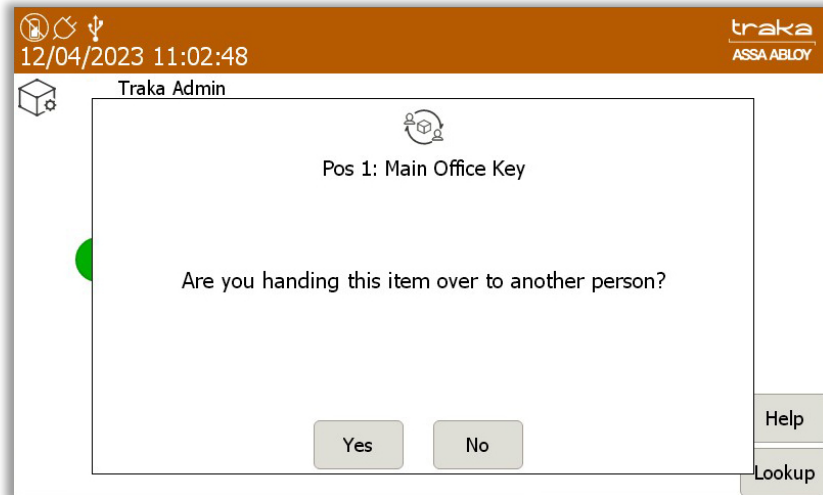 traka
12/04/2023 11:02:48
ASSA ABLOY
Traka Admin
Pos 1: Main Office Key
Are you handing this item over to another person?
Yes
No
Help
Lookup